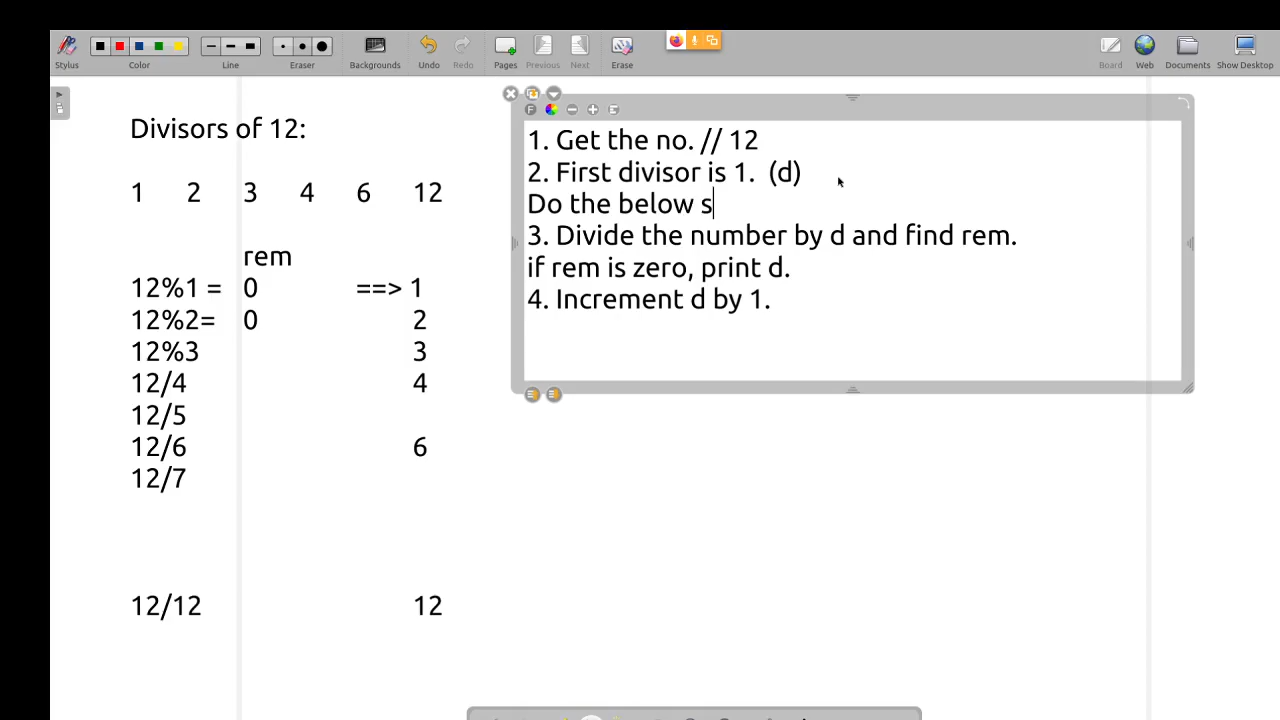 Stylus Color Line Eraser Backgrounds Undo Redo Pages Previous Next Erase Board Web Documents Show Desktop
Divisors of 12:
1 2 3 4 6 12
rem
12%1 = 0 ==> 1
12%2= 0 2
12%3 3
12/4 4
12/5
12/6 6
12/7
12/12 12
F
1. Get the no. // 12
2. First divisor is 1. (d)
Do the below s
3. Divide the number by d and find rem.
if rem is zero, print d.
4. Increment d by 1.